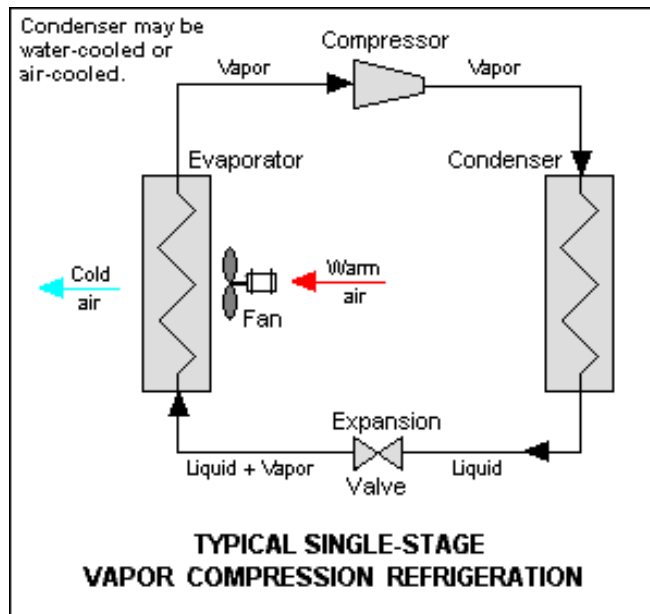 Condenser may be
water-cooled or
air-cooled.
Compressor
Vapor
Vapor
Evaporator
Condenser
Cold
air
Warm
air
Fan
Expansion
Valve
Liquid + Vapor
Liquid
TYPICAL SINGLE-STAGE
VAPOR COMPRESSION REFRIGERATION